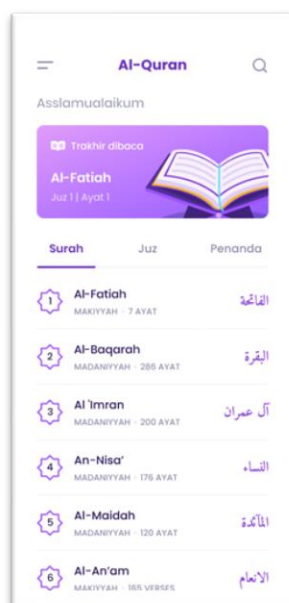 Al-Quran
Asslamualaikum
Trakhir dibaca
Al-Fatiah
Juz 1 | Ayat 1
Surah Juz Penanda
1 Al-Fatiah الفاتحة
MAKIYYAH · 7 AYAT
2 Al-Baqarah البقرة
MADANIYYAH · 286 AYAT
3 Al 'Imran آل عمران
MADANIYYAH · 200 AYAT
4 An-Nisa' النساء
MADANIYYAH · 176 AYAT
5 Al-Maidah المآئدة
MADANIYYAH · 120 AYAT
6 Al-An'am الانعام
MAKIYYAH · 165 VERSES